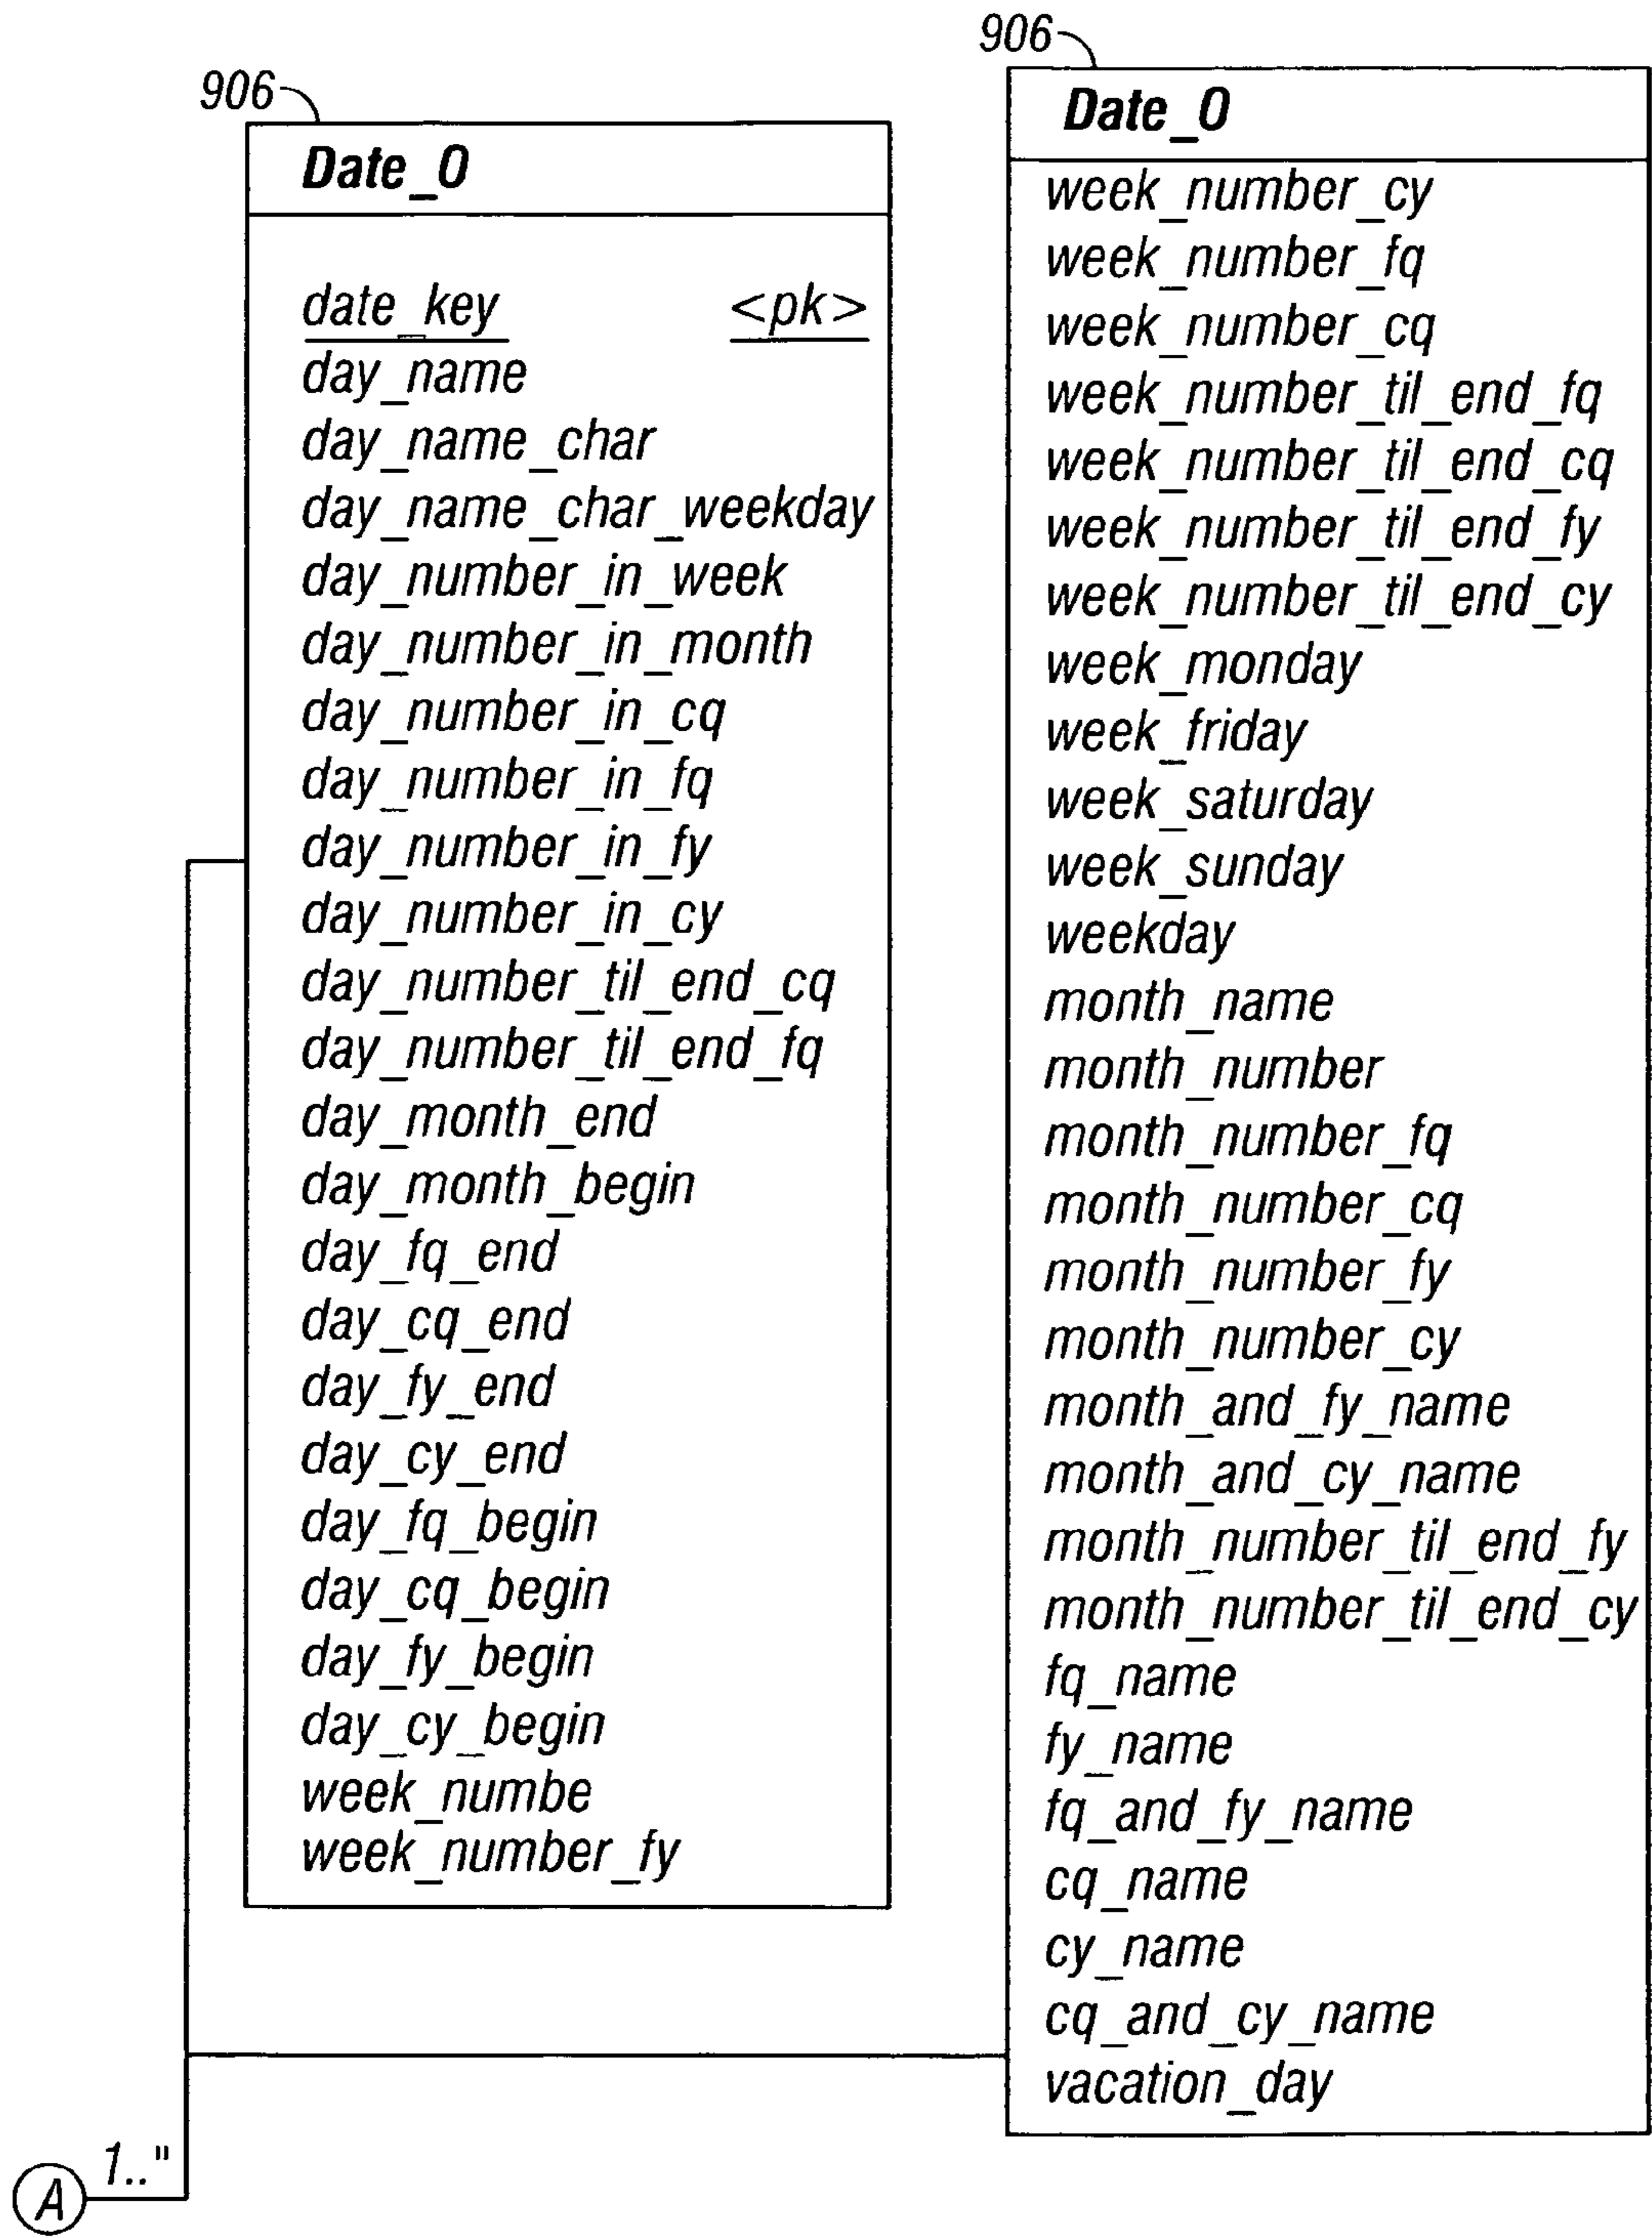 906
Date_0
date_key <pk>
day_name
day_name_char
day_name_char_weekday
day_number_in_week
day_number_in_month
day_number_in_cq
day_number_in_fq
day_number_in_fy
day_number_in_cy
day_number_til_end_cq
day_number_til_end_fq
day_month_end
day_month_begin
day_fq_end
day_cq_end
day_fy_end
day_cy_end
day_fq_begin
day_cq_begin
day_fy_begin
day_cy_begin
week_numbe
week_number_fy
906
Date_0
week_number_cy
week_number_fq
week_number_cq
week_number_til_end_fq
week_number_til_end_cq
week_number_til_end_fy
week_number_til_end_cy
week_monday
week_friday
week_saturday
week_sunday
weekday
month_name
month_number
month_number_fq
month_number_cq
month_number_fy
month_number_cy
month_and_fy_name
month_and_cy_name
month_number_til_end_fy
month_number_til_end_cy
fq_name
fy_name
fq_and_fy_name
cq_name
cy_name
cq_and_cy_name
vacation_day
A 1.."